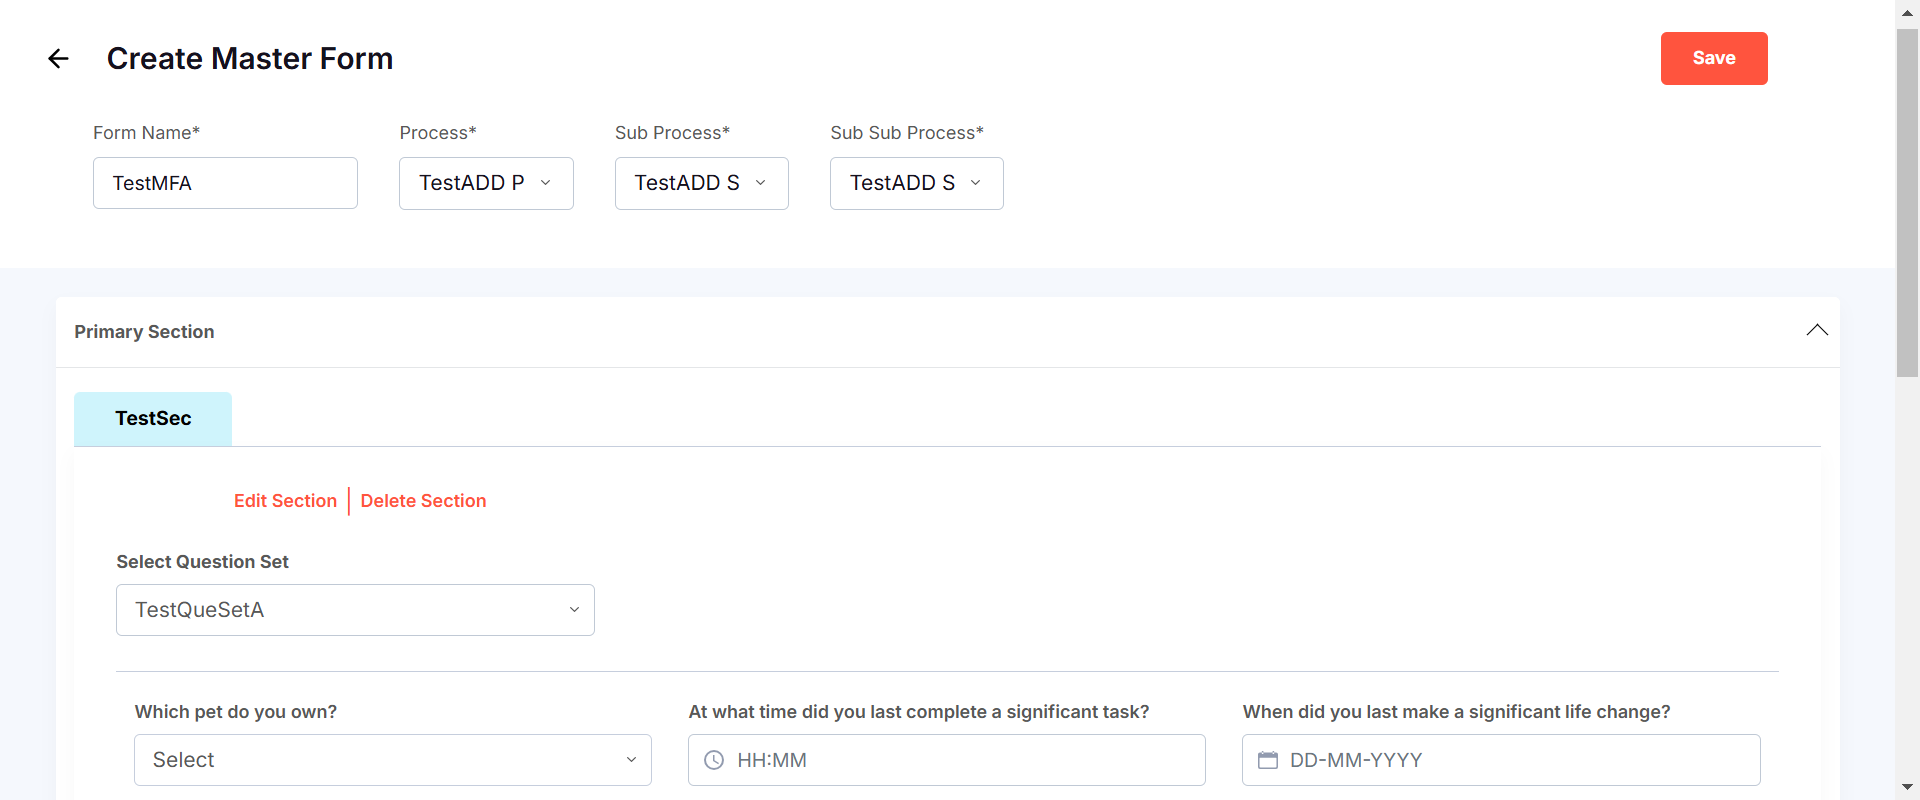 Create Master Form
Save
Form Name* Process* Sub Process* Sub Sub Process*
TestMFA TestADD P TestADD S TestADD S
Primary Section
TestSec
Edit Section Delete Section
Select Question Set
TestQueSetA
Which pet do you own? At what time did you last complete a significant task? When did you last make a significant life change?
Select HH:MM DD-MM-YYYY